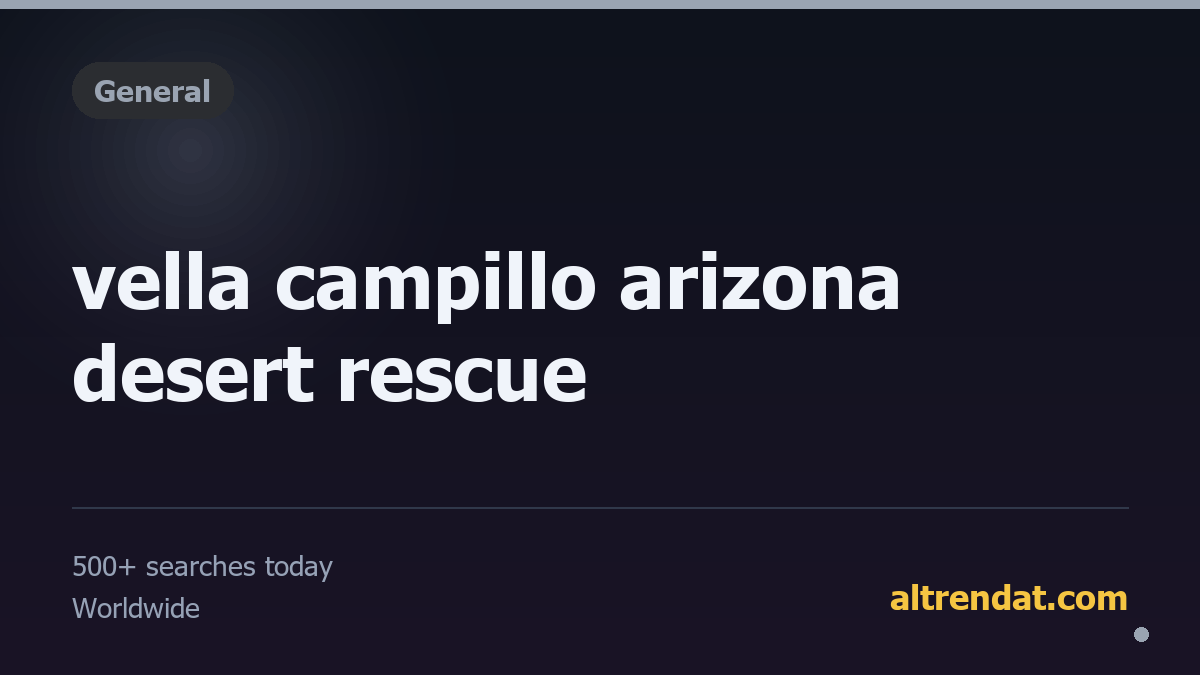 General
vella campillo arizona
desert rescue
500+ searches today
Worldwide
altrendat.com